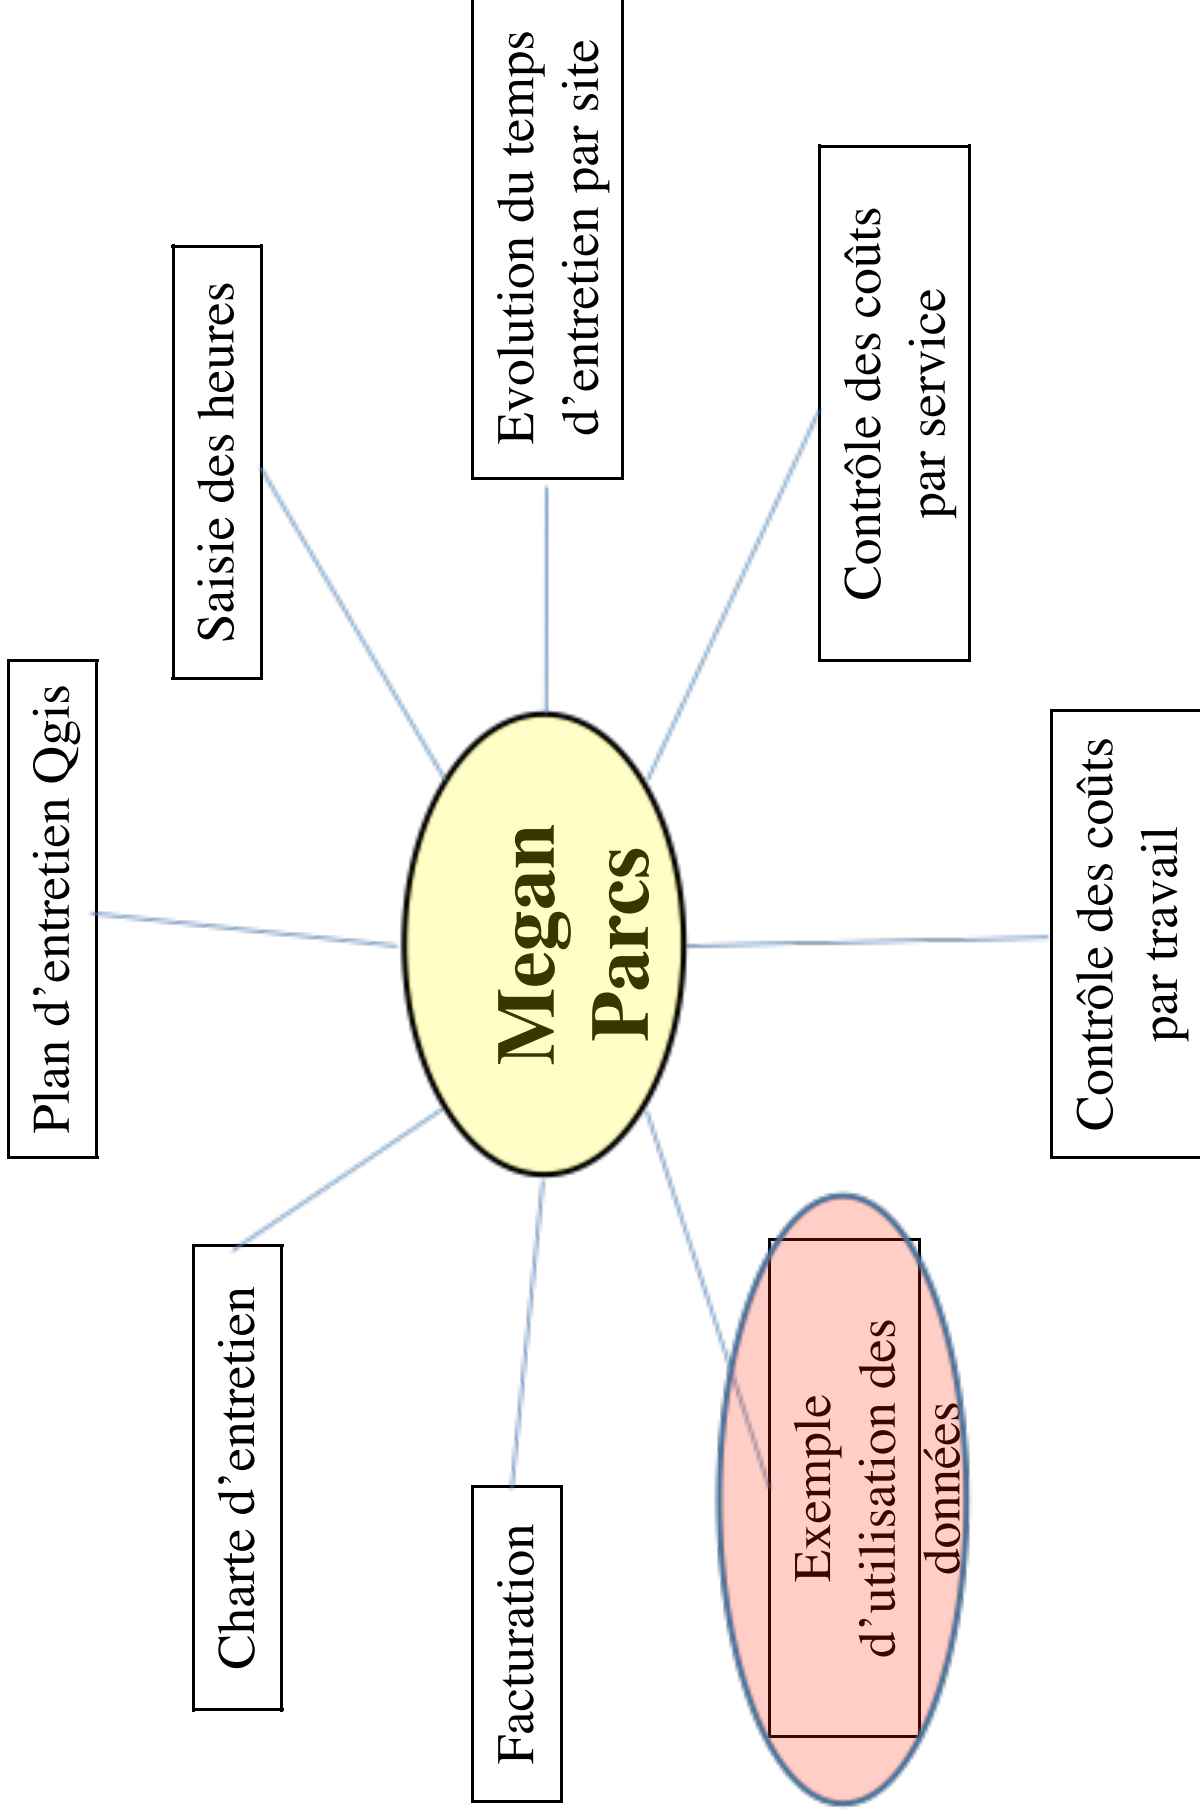 Plan d'entretien Qgis
Charte d'entretien
Saisie des heures
Facturation
Megan
Parcs
Evolution du temps
d'entretien par site
Exemple
d'utilisation des
données
Contrôle des coûts
par service
Contrôle des coûts
par travail